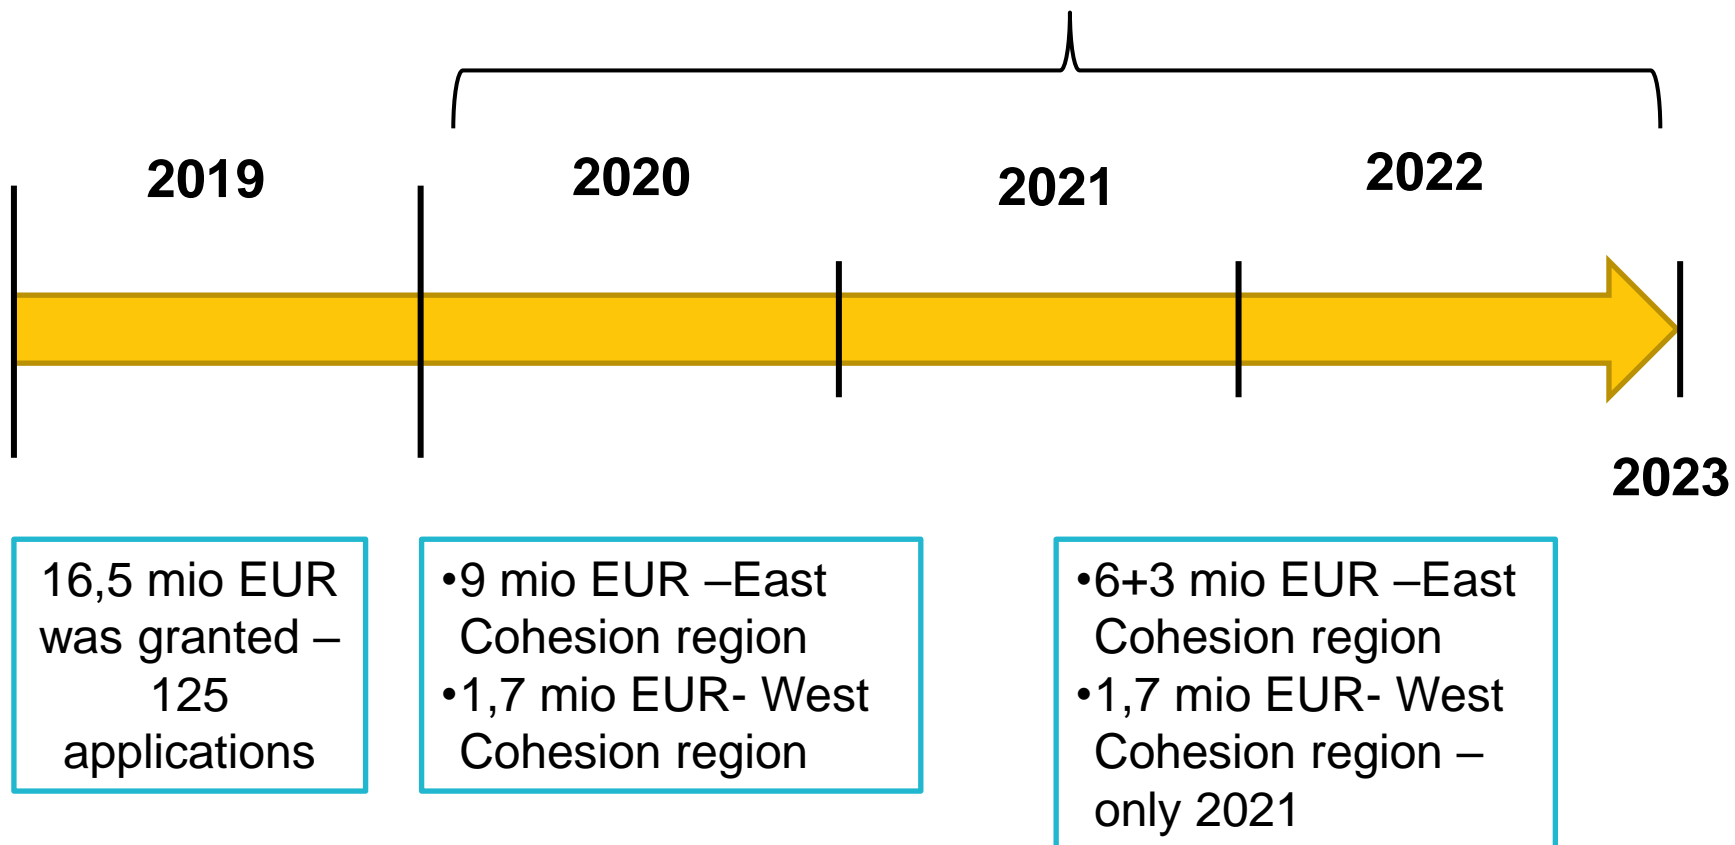 2019
2020
2021
2022
2023
16,5 mio EUR
was granted –
125
applications
•9 mio EUR –East
Cohesion region
•1,7 mio EUR- West
Cohesion region
•6+3 mio EUR –East
Cohesion region
•1,7 mio EUR- West
Cohesion region –
only 2021